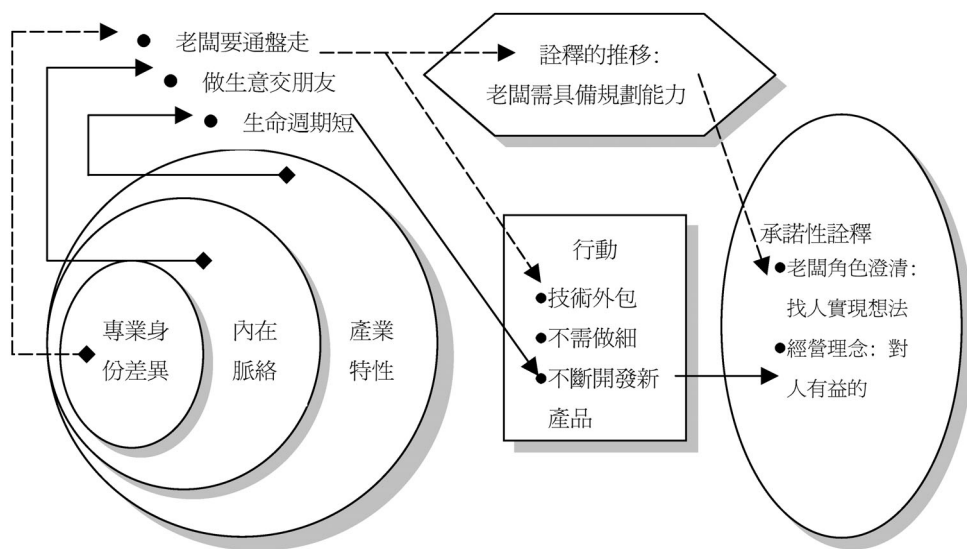 老闆要通盤走
做生意交朋友
生命週期短
詮釋的推移:
老闆需具備規劃能力
專業身
份差異
內在
脈絡
產業
特性
行動
技術外包
不需做細
不斷開發新
產品
承諾性詮釋
老闆角色澄清:
找人實現想法
經營理念: 對
人有益的